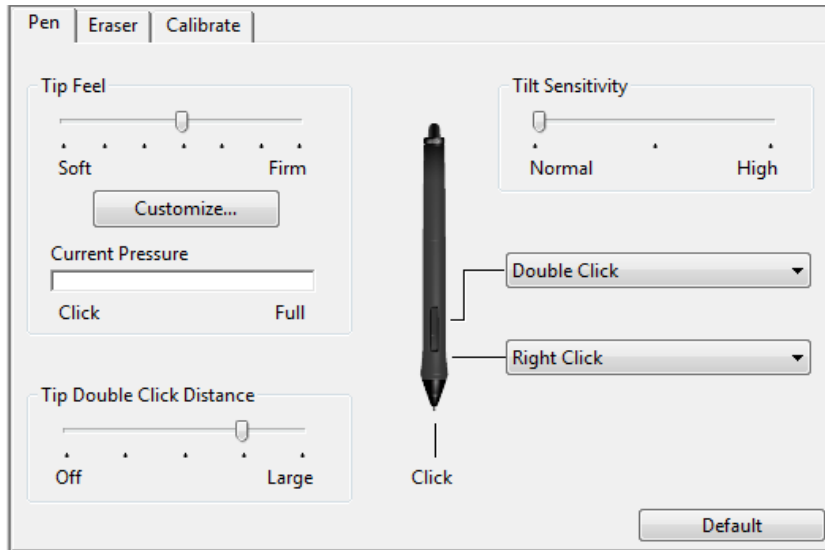 Pen Eraser Calibrate
Tip Feel
Soft Firm
Customize...
Current Pressure
Click Full
Tip Double Click Distance
Off Large
Click
Tilt Sensitivity
Normal High
Double Click
Right Click
Default